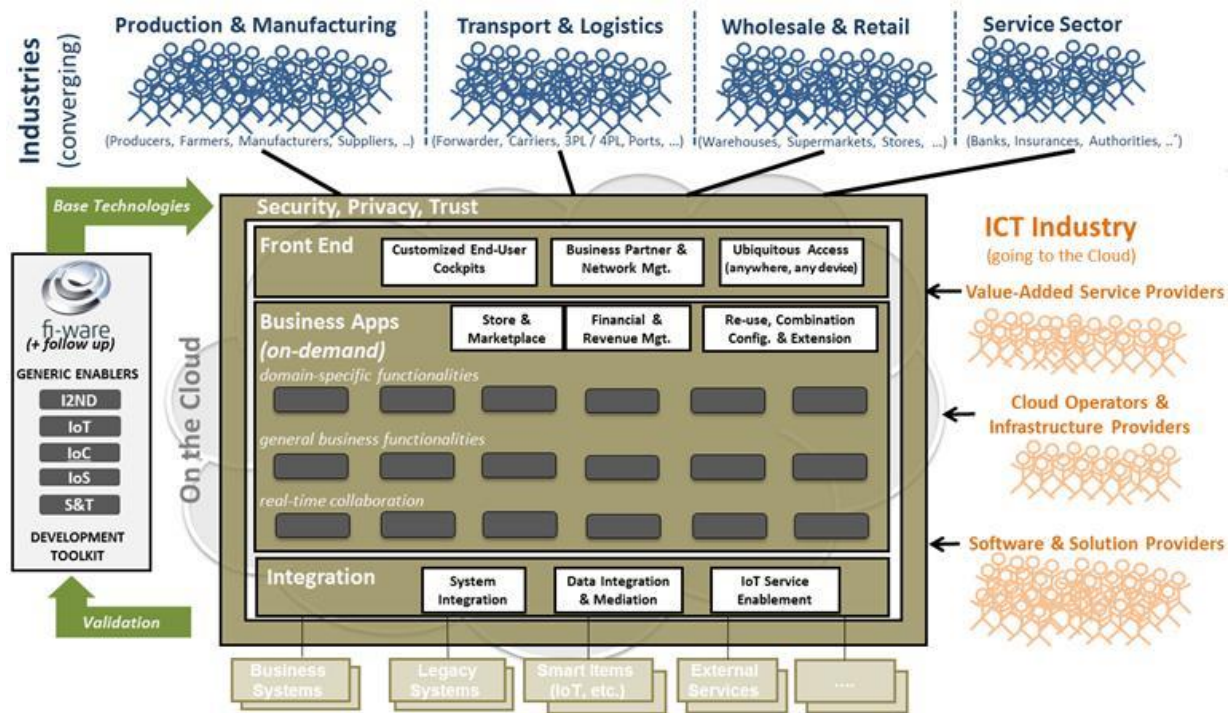 Industries
(converging)
Production & Manufacturing
(Producers, Farmers, Manufacturers, Suppliers, ..)
Transport & Logistics
(Forwarder, Carriers, 3PL / 4PL, Ports, ...)
Wholesale & Retail
(Warehouses, Supermarkets, Stores, ...)
Service Sector
(Banks, Insurances, Authorities, ..´)
Base Technologies
fi-ware
(+ follow up)
GENERIC ENABLERS
I2ND
IoT
IoC
IoS
S&T
DEVELOPMENT
TOOLKIT
Validation
On the Cloud
Security, Privacy, Trust
Front End
Customized End-User
Cockpits
Business Partner &
Network Mgt.
Ubiquitous Access
(anywhere, any device)
Business Apps
(on-demand)
Store &
Marketplace
Financial &
Revenue Mgt.
Re-use, Combination
Config. & Extension
domain-specific functionalities
general business functionalities
real-time collaboration
Integration
System
Integration
Data Integration
& Mediation
IoT Service
Enablement
Business
Systems
Legacy
Systems
Smart Items
(IoT, etc.)
External
Services
....
ICT Industry
(going to the Cloud)
Value-Added Service Providers
Cloud Operators &
Infrastructure Providers
Software & Solution Providers